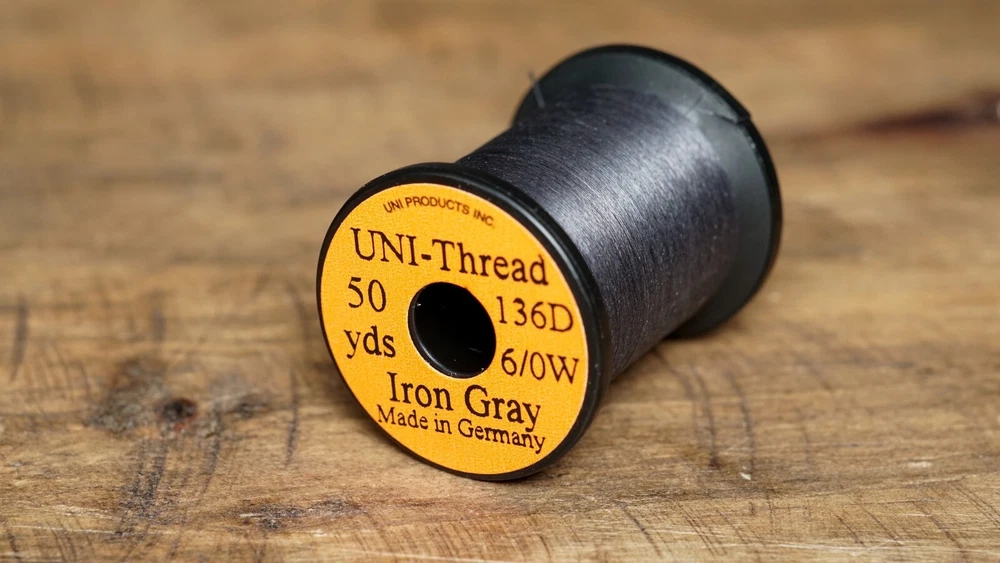 UNI PRODUCTS INC.
UNI-Thread
50
yds
136D
6/0W
Iron Gray
Made in Germany